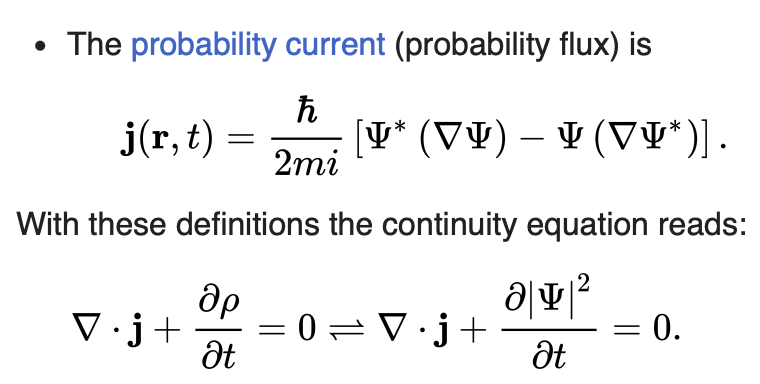 • The probability current (probability flux) is
𝐣(𝐫, t) = ħ/2mi [Ψ* (∇Ψ) − Ψ (∇Ψ*)] .
With these definitions the continuity equation reads:
∇ · 𝐣 + ∂ρ/∂t = 0 ⇌ ∇ · 𝐣 + ∂|Ψ|²/∂t = 0.